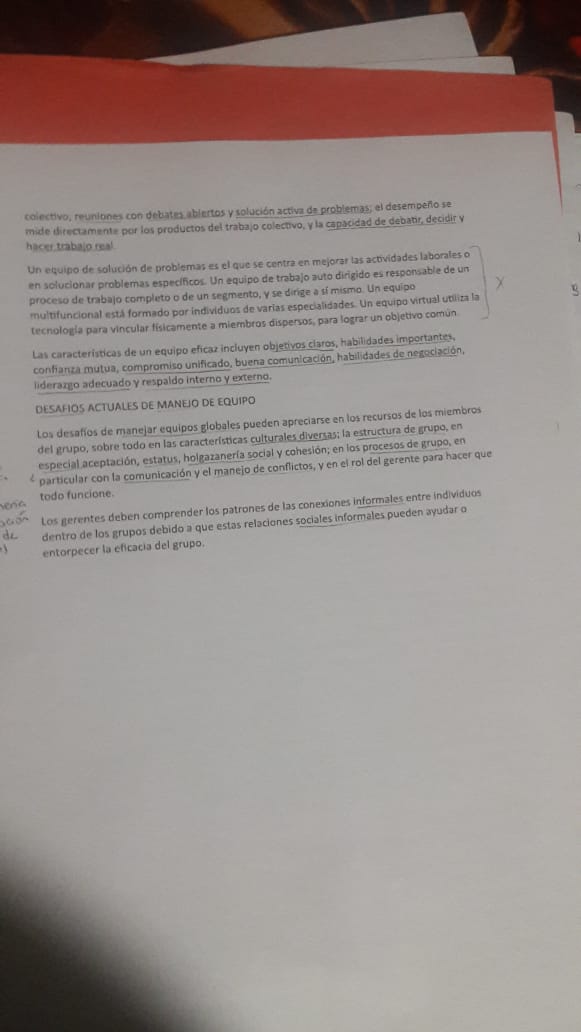 colectivo, reuniones con debates abiertos y solución activa de problemas; el desempeño se
mide directamente por los productos del trabajo colectivo, y la capacidad de debatir, decidir y
hacer trabajo real.
Un equipo de solución de problemas es el que se centra en mejorar las actividades laborales o
en solucionar problemas específicos. Un equipo de trabajo auto dirigido es responsable de un
proceso de trabajo completo o de un segmento, y se dirige a sí mismo. Un equipo
multifuncional está formado por individuos de varias especialidades. Un equipo virtual utiliza la
tecnología para vincular físicamente a miembros dispersos, para lograr un objetivo común.
X
Las características de un equipo eficaz incluyen objetivos claros, habilidades importantes,
confianza mutua, compromiso unificado, buena comunicación, habilidades de negociación,
liderazgo adecuado y respaldo interno y externo.
DESAFIOS ACTUALES DE MANEJO DE EQUIPO
Los desafíos de manejar equipos globales pueden apreciarse en los recursos de los miembros
del grupo, sobre todo en las características culturales diversas; la estructura de grupo, en
especial aceptación, estatus, holgazanería social y cohesión; en los procesos de grupo, en
particular con la comunicación y el manejo de conflictos, y en el rol del gerente para hacer que
todo funcione.
Los gerentes deben comprender los patrones de las conexiones informales entre individuos
dentro de los grupos debido a que estas relaciones sociales informales pueden ayudar o
entorpecer la eficacia del grupo.
de